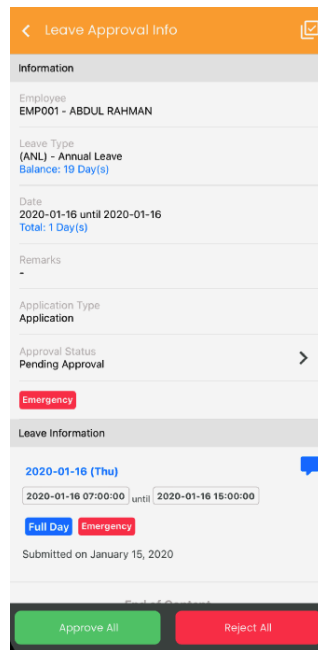 Leave Approval Info
Information
Employee
EMP001 - ABDUL RAHMAN
Leave Type
(ANL) - Annual Leave
Balance: 19 Day(s)
Date
2020-01-16 until 2020-01-16
Total: 1 Day(s)
Remarks
-
Application Type
Application
Approval Status
Pending Approval
Emergency
Leave Information
2020-01-16 (Thu)
2020-01-16 07:00:00 until 2020-01-16 15:00:00
Full Day Emergency
Submitted on January 15, 2020
End of Content
Approve All Reject All